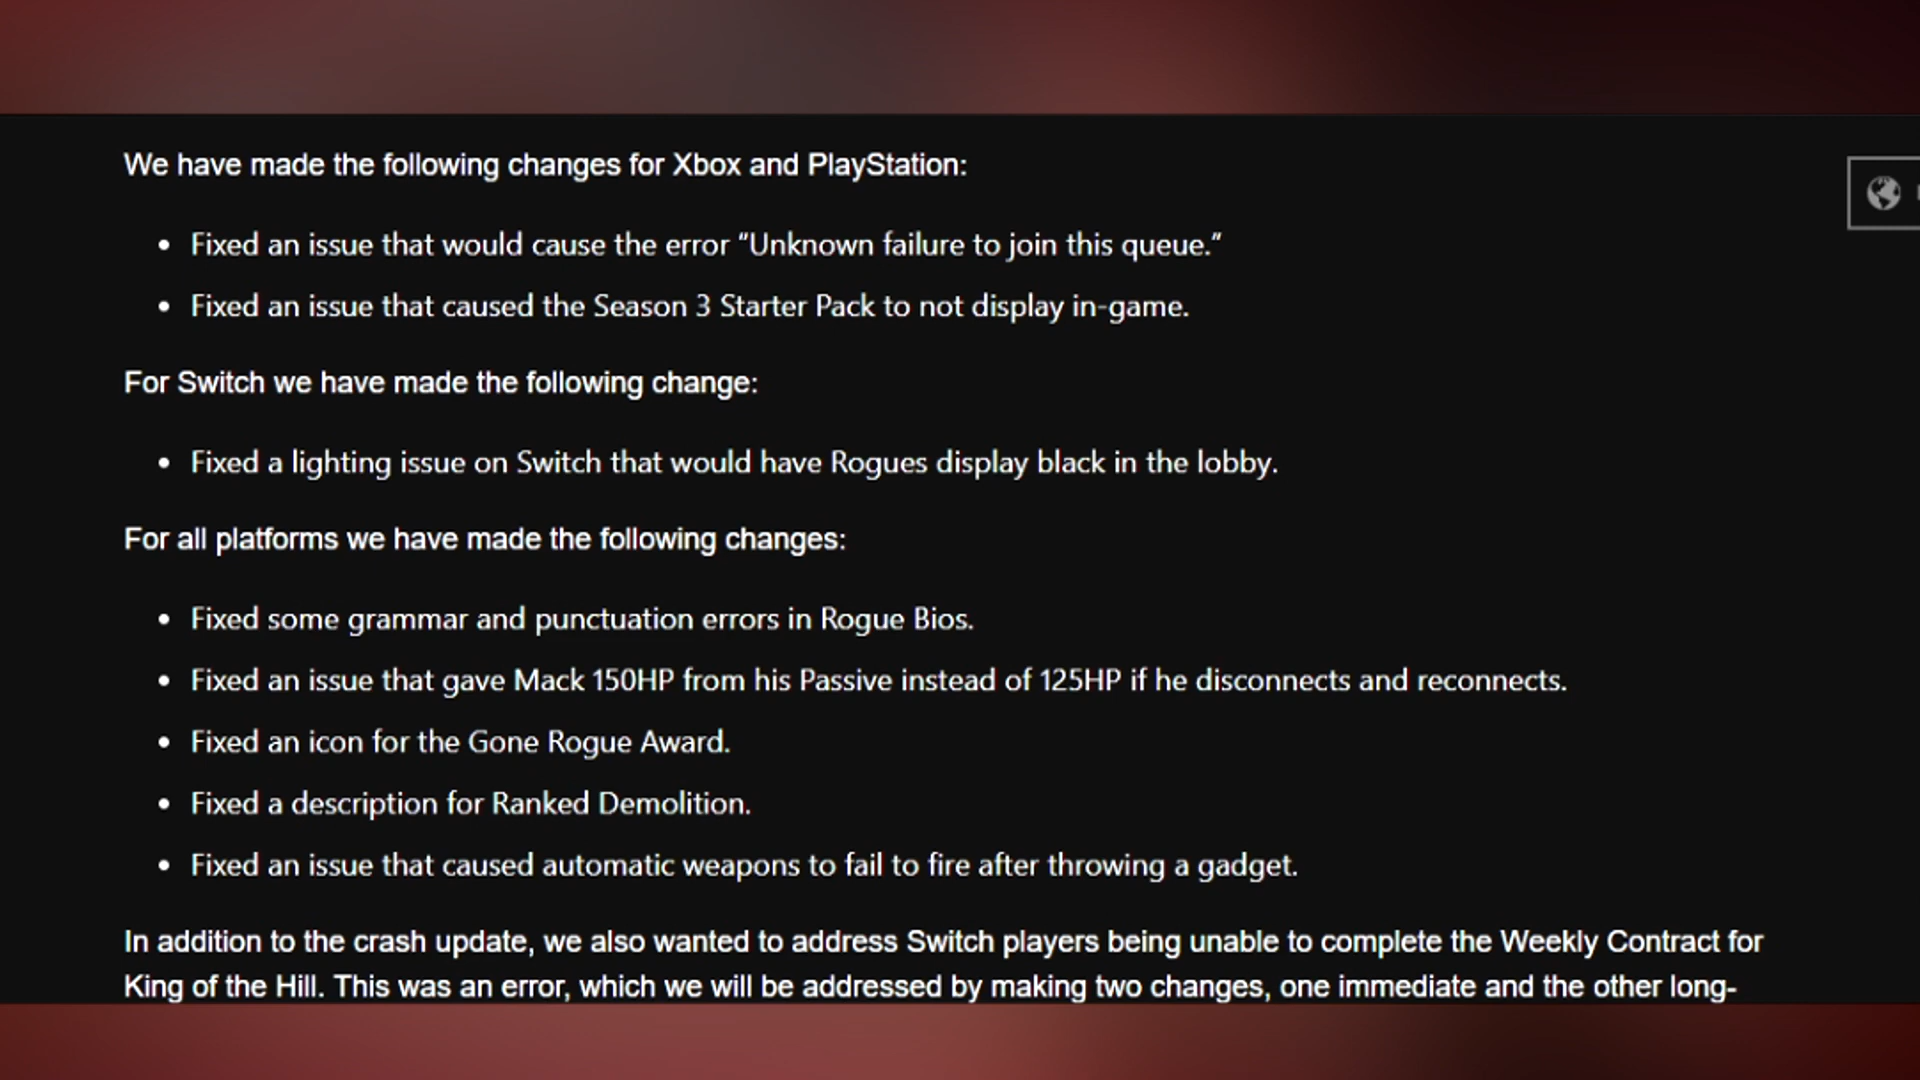 We have made the following changes for Xbox and PlayStation:
• Fixed an issue that would cause the error “Unknown failure to join this queue.”
• Fixed an issue that caused the Season 3 Starter Pack to not display in-game.
For Switch we have made the following change:
• Fixed a lighting issue on Switch that would have Rogues display black in the lobby.
For all platforms we have made the following changes:
• Fixed some grammar and punctuation errors in Rogue Bios.
• Fixed an issue that gave Mack 150HP from his Passive instead of 125HP if he disconnects and reconnects.
• Fixed an icon for the Gone Rogue Award.
• Fixed a description for Ranked Demolition.
• Fixed an issue that caused automatic weapons to fail to fire after throwing a gadget.
In addition to the crash update, we also wanted to address Switch players being unable to complete the Weekly Contract for
King of the Hill. This was an error, which we will be addressed by making two changes, one immediate and the other long-